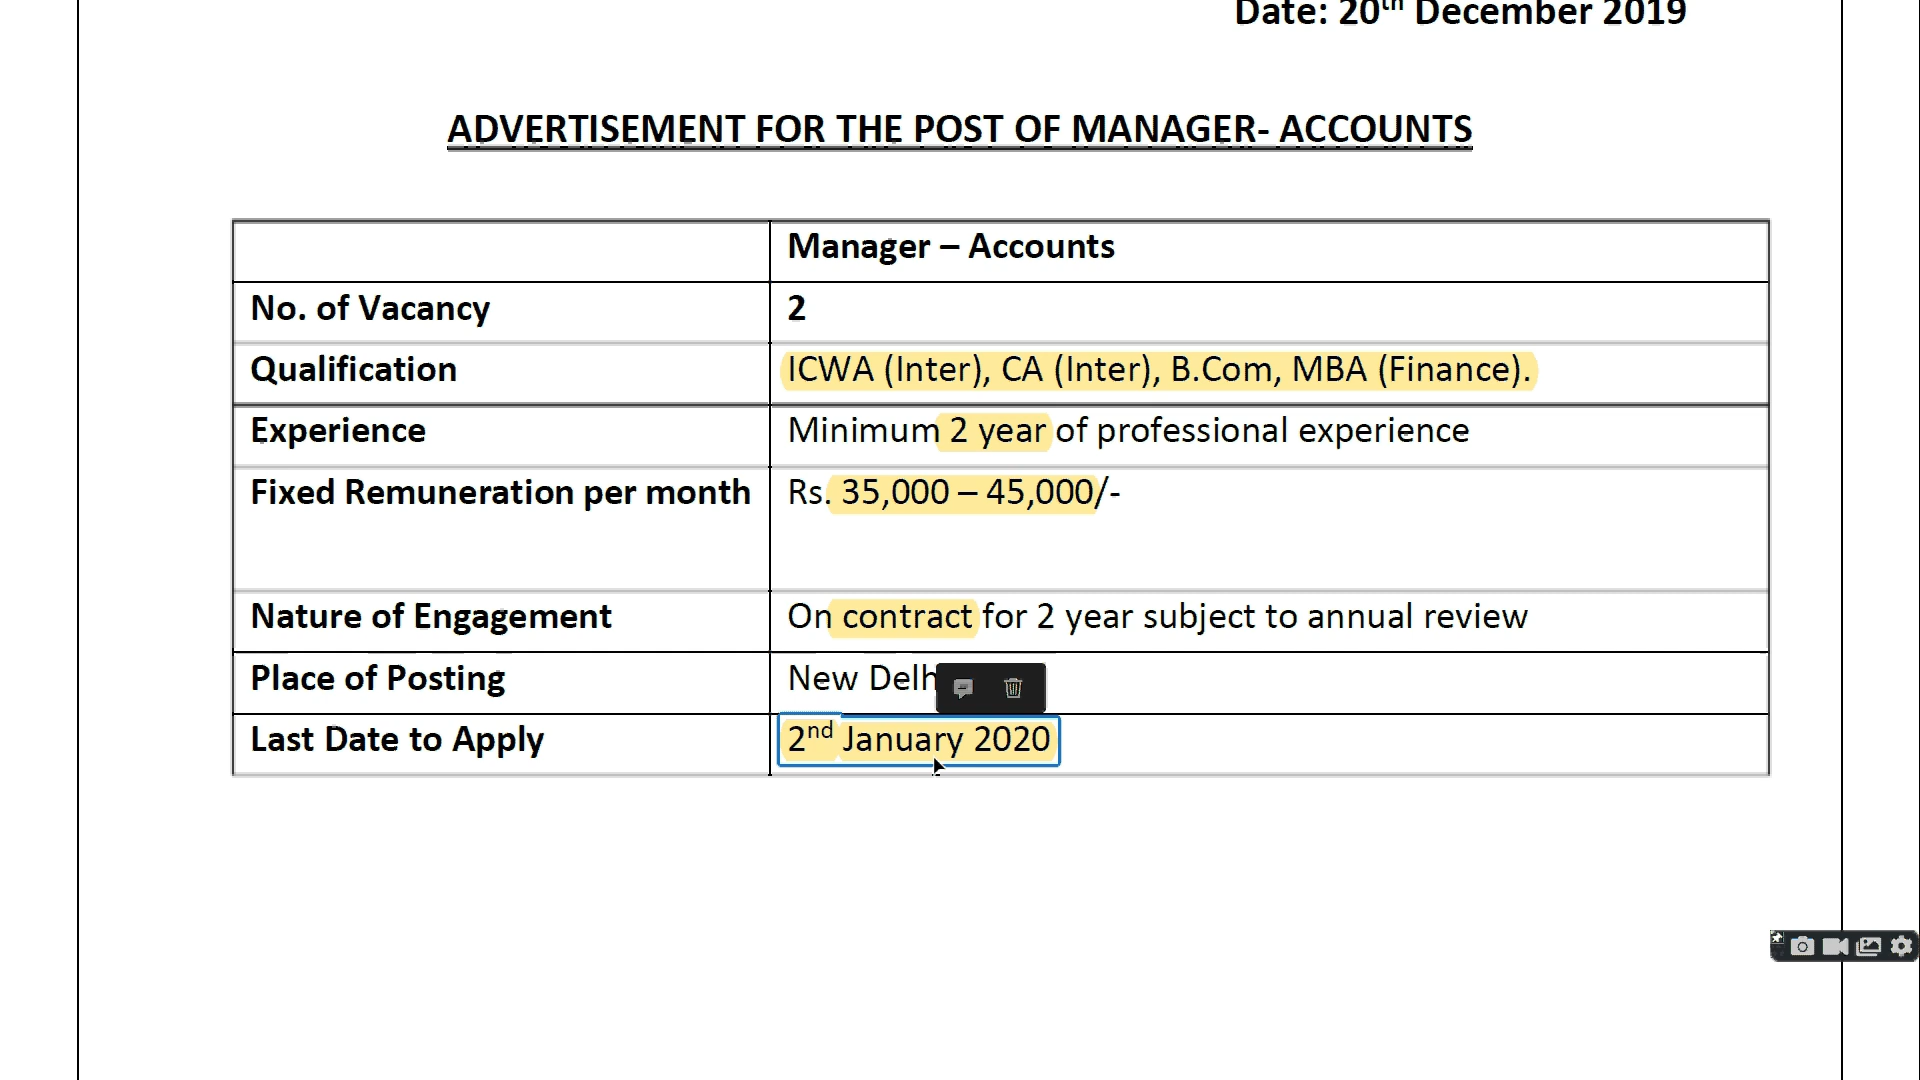 Date: 20th December 2019
ADVERTISEMENT FOR THE POST OF MANAGER- ACCOUNTS
Manager – Accounts
No. of Vacancy 2
Qualification ICWA (Inter), CA (Inter), B.Com, MBA (Finance).
Experience Minimum 2 year of professional experience
Fixed Remuneration per month Rs. 35,000 – 45,000/-
Nature of Engagement On contract for 2 year subject to annual review
Place of Posting New Delh
Last Date to Apply 2nd January 2020